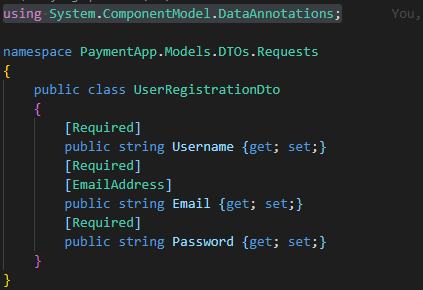 using System.ComponentModel.DataAnnotations; You,
namespace PaymentApp.Models.DTOs.Requests
{
public class UserRegistrationDto
{
[Required]
public string Username {get; set;}
[Required]
[EmailAddress]
public string Email {get; set;}
[Required]
public string Password {get; set;}
}
}